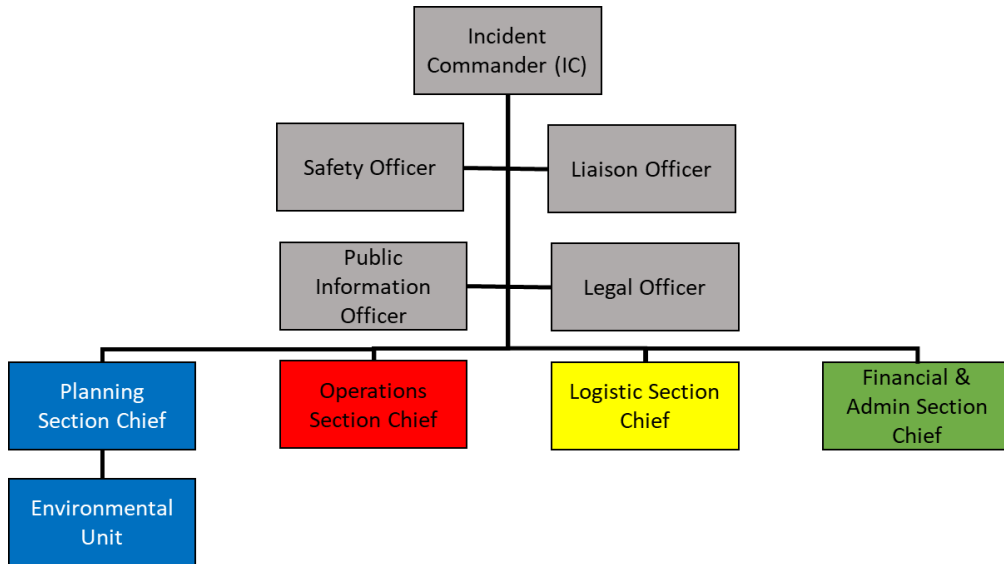 Incident
Commander (IC)
Safety Officer
Liaison Officer
Public
Information
Officer
Legal Officer
Planning
Section Chief
Operations
Section Chief
Logistic Section
Chief
Financial &
Admin Section
Chief
Environmental
Unit